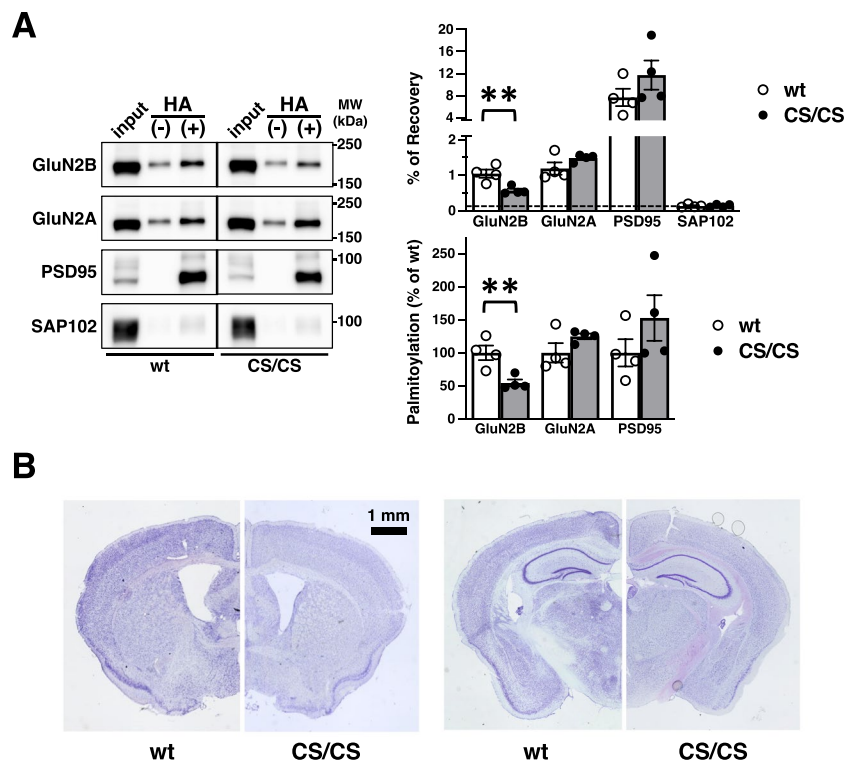 A
input HA input HA MW (kDa)
(-) (+) (-) (+)
GluN2B
250
150
GluN2A
250
150
PSD95
100
SAP102
100
wt CS/CS
% of Recovery
20
16
12
8
4
2
1
0
**
GluN2B GluN2A PSD95 SAP102
wt
CS/CS
Palmitoylation (% of wt)
250
200
150
100
50
0
**
GluN2B GluN2A PSD95
wt
CS/CS
B
1 mm
wt CS/CS wt CS/CS